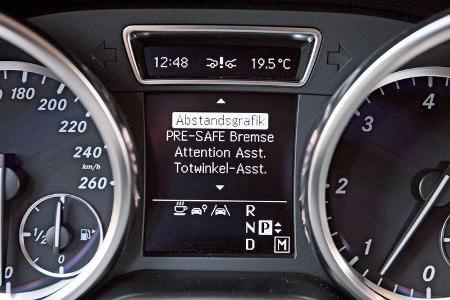 12:48 19.5°C
Abstandsgrafik
PRE-SAFE Bremse
Attention Asst.
Totwinkel-Asst.
R
N P
D M
180
200
220
240
km/h
260
1/2
0
4
3
2
1
0